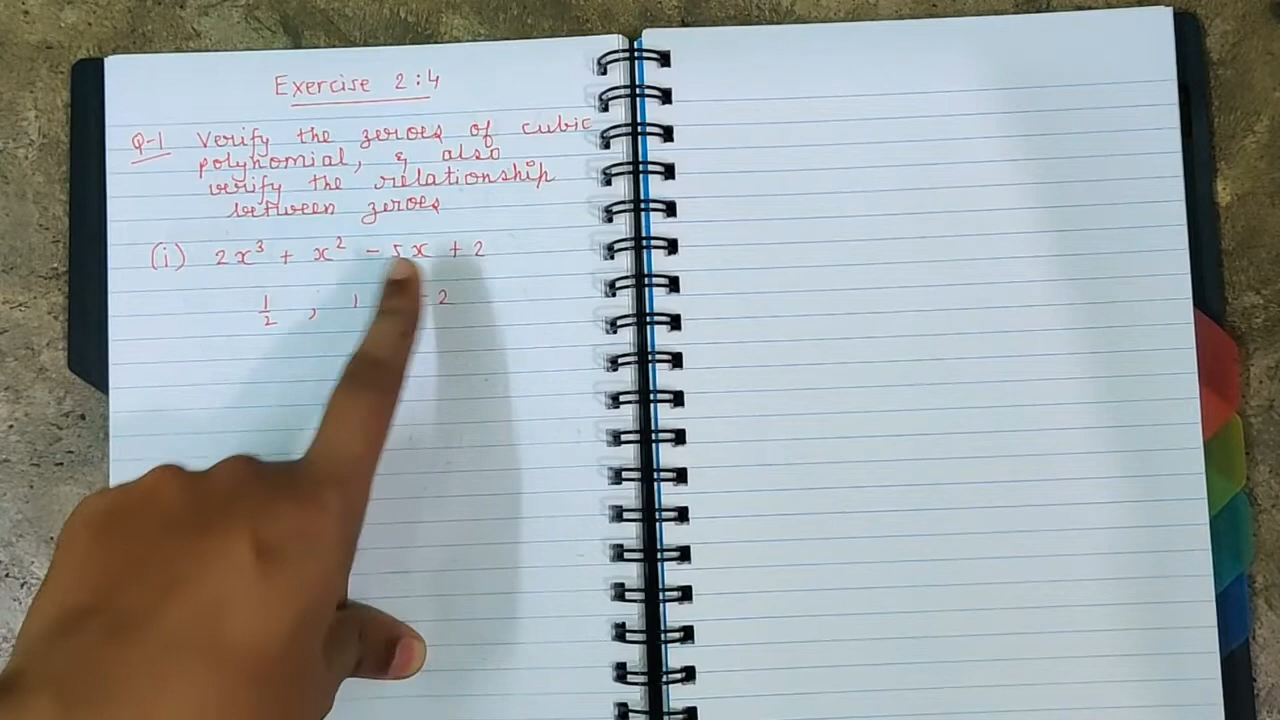 Exercise 2:4
Q-1 Verify the zeroes of cubic
polynomial, & also
verify the relationship
between zeroes
(i) 2x³ + x² - 5x + 2
1/2 , 1 -2